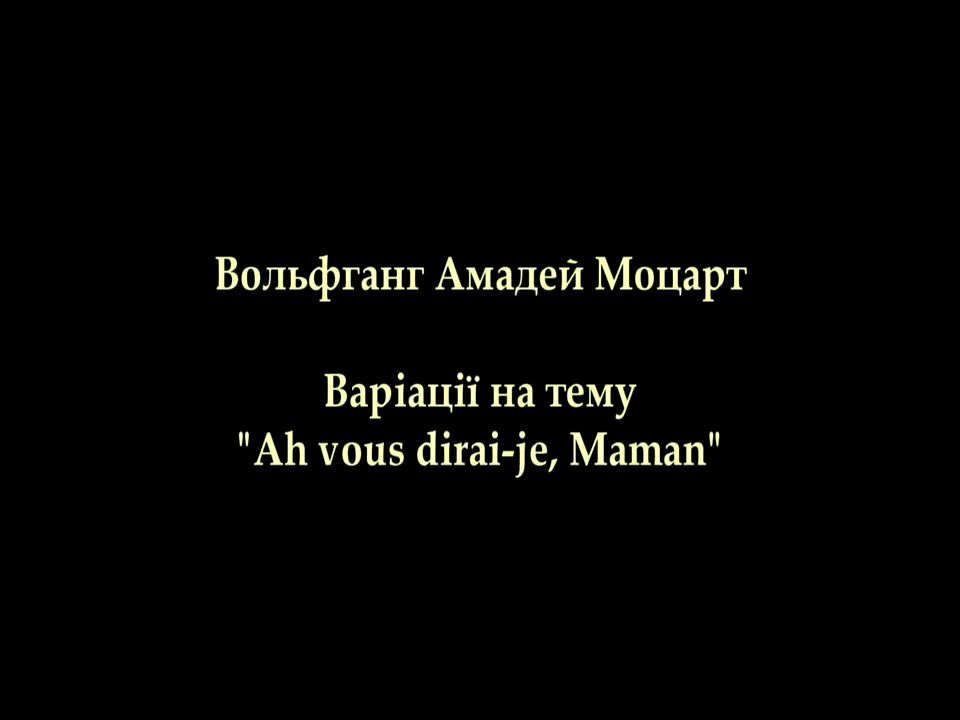 Вольфганг Амадей Моцарт
Варіації на тему
"Ah vous dirai-je, Maman"